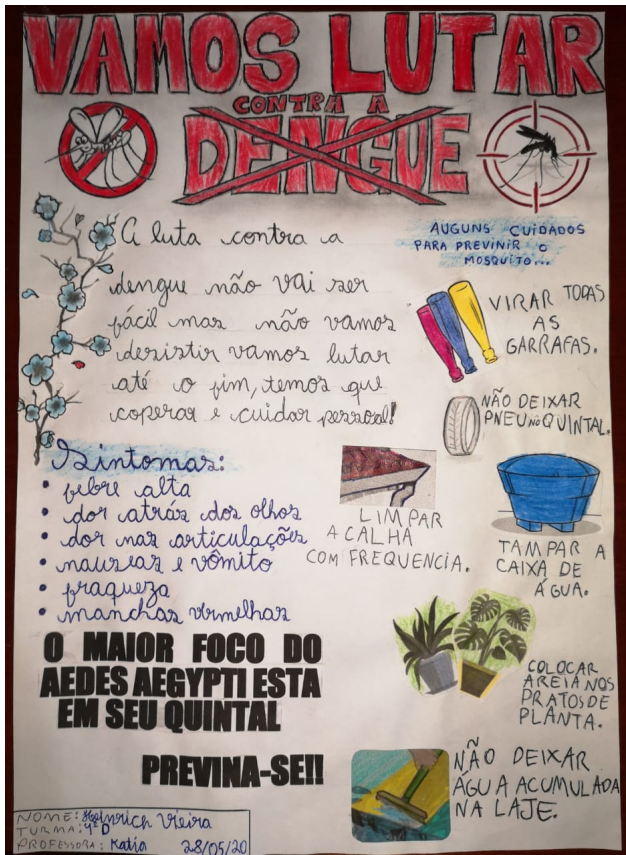 VAMOS LUTAR
CONTRA A
DENGUE
A luta contra a
dengue não vai ser
fácil mas não vamos
desistir vamos lutar
até o fim, temos que
coperar e cuidar pessoal!
Sintomas:
• febre alta
• dor atrás dos olhos
• dor nas articulações
• nauseas e vômito
• fraqueza
• manchas vermelhas
O MAIOR FOCO DO
AEDES AEGYPTI ESTA
EM SEU QUINTAL
PREVINA-SE!!
AUGUNS CUIDADOS
PARA PREVINIR O
MOSQUITO...
VIRAR TODAS
AS
GARRAFAS.
NÃO DEIXAR
PNEU NO QUINTAL.
LIMPAR
A CALHA
COM FREQUENCIA.
TAMPAR A
CAIXA DE
ÁGUA.
COLOCAR
AREIA NOS
PRATOS DE
PLANTA.
NÃO DEIXAR
ÁGUA ACUMULADA
NA LAJE.
NOME: Heinrich Vieira
TURMA: 4º D
PROFESSORA: Katia 28/05/20